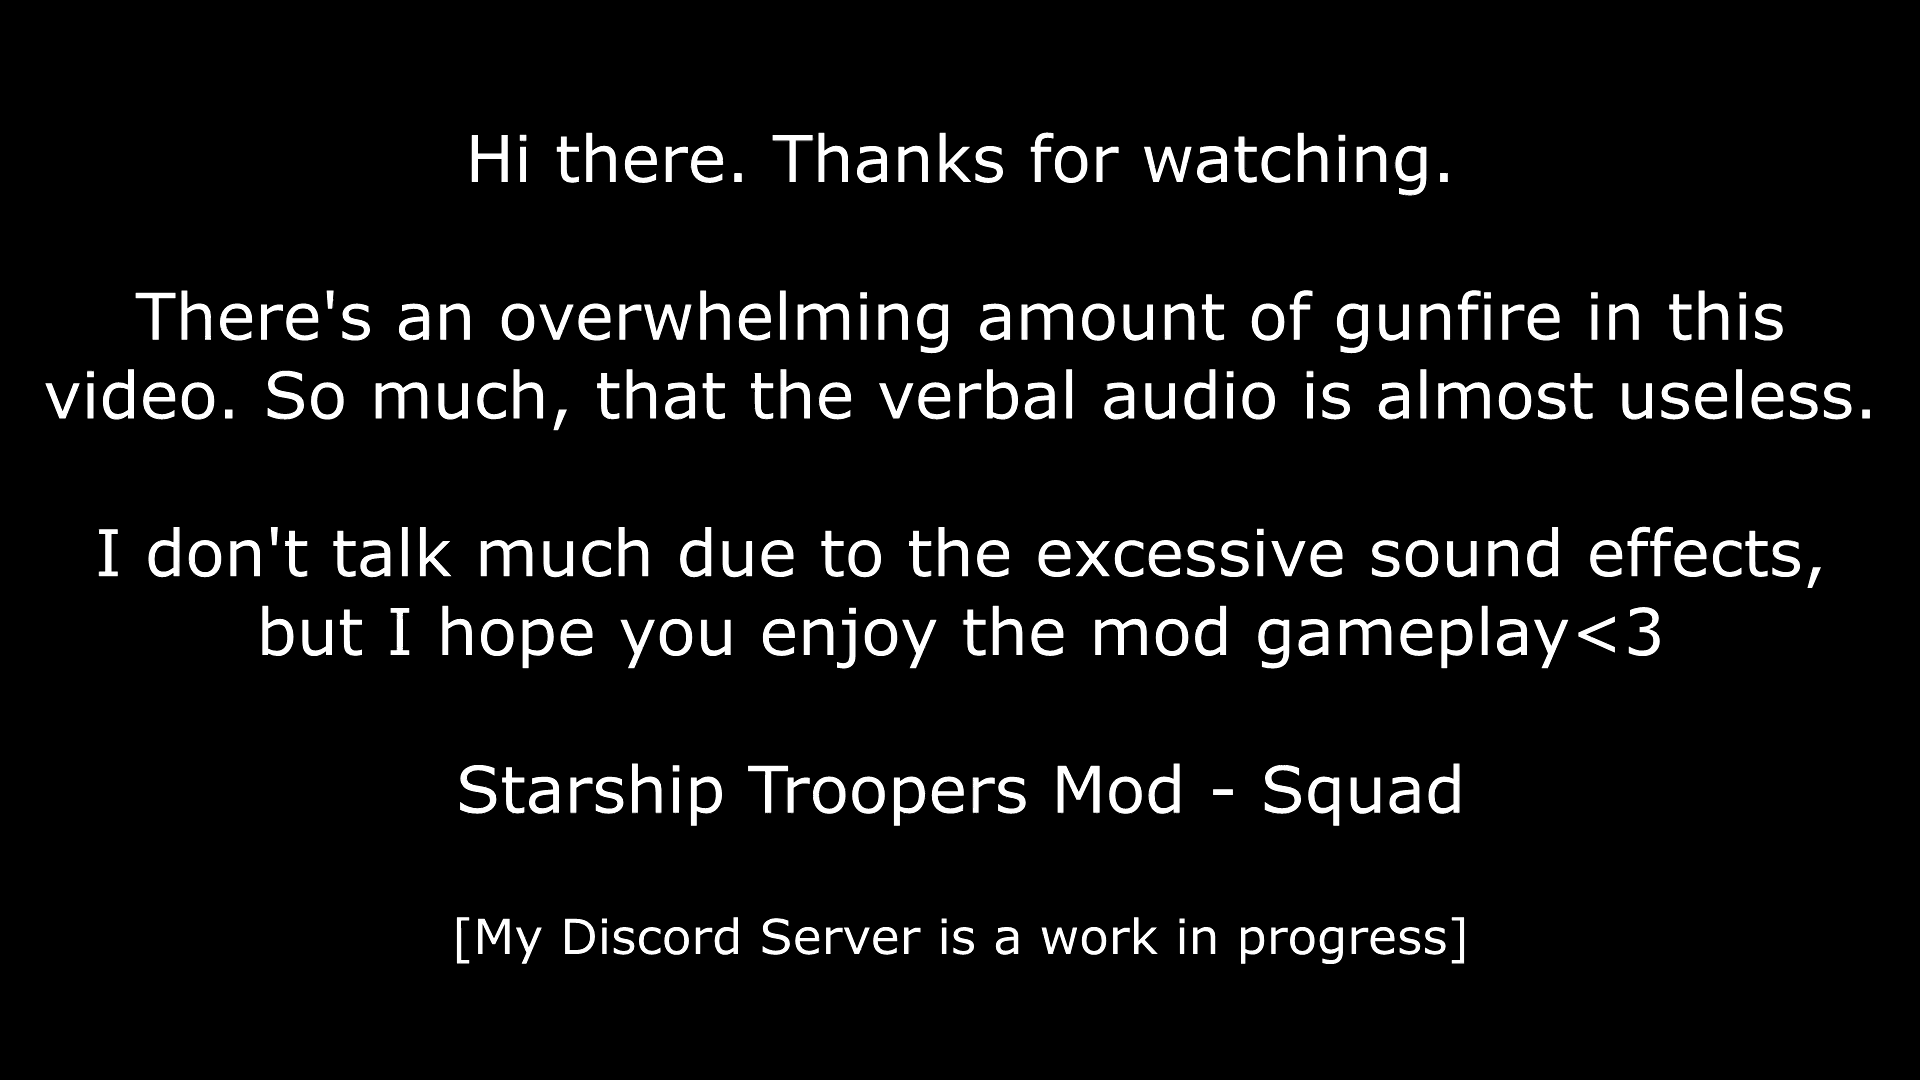 Hi there. Thanks for watching.
There's an overwhelming amount of gunfire in this
video. So much, that the verbal audio is almost useless.
I don't talk much due to the excessive sound effects,
but I hope you enjoy the mod gameplay<3
Starship Troopers Mod - Squad
[My Discord Server is a work in progress]